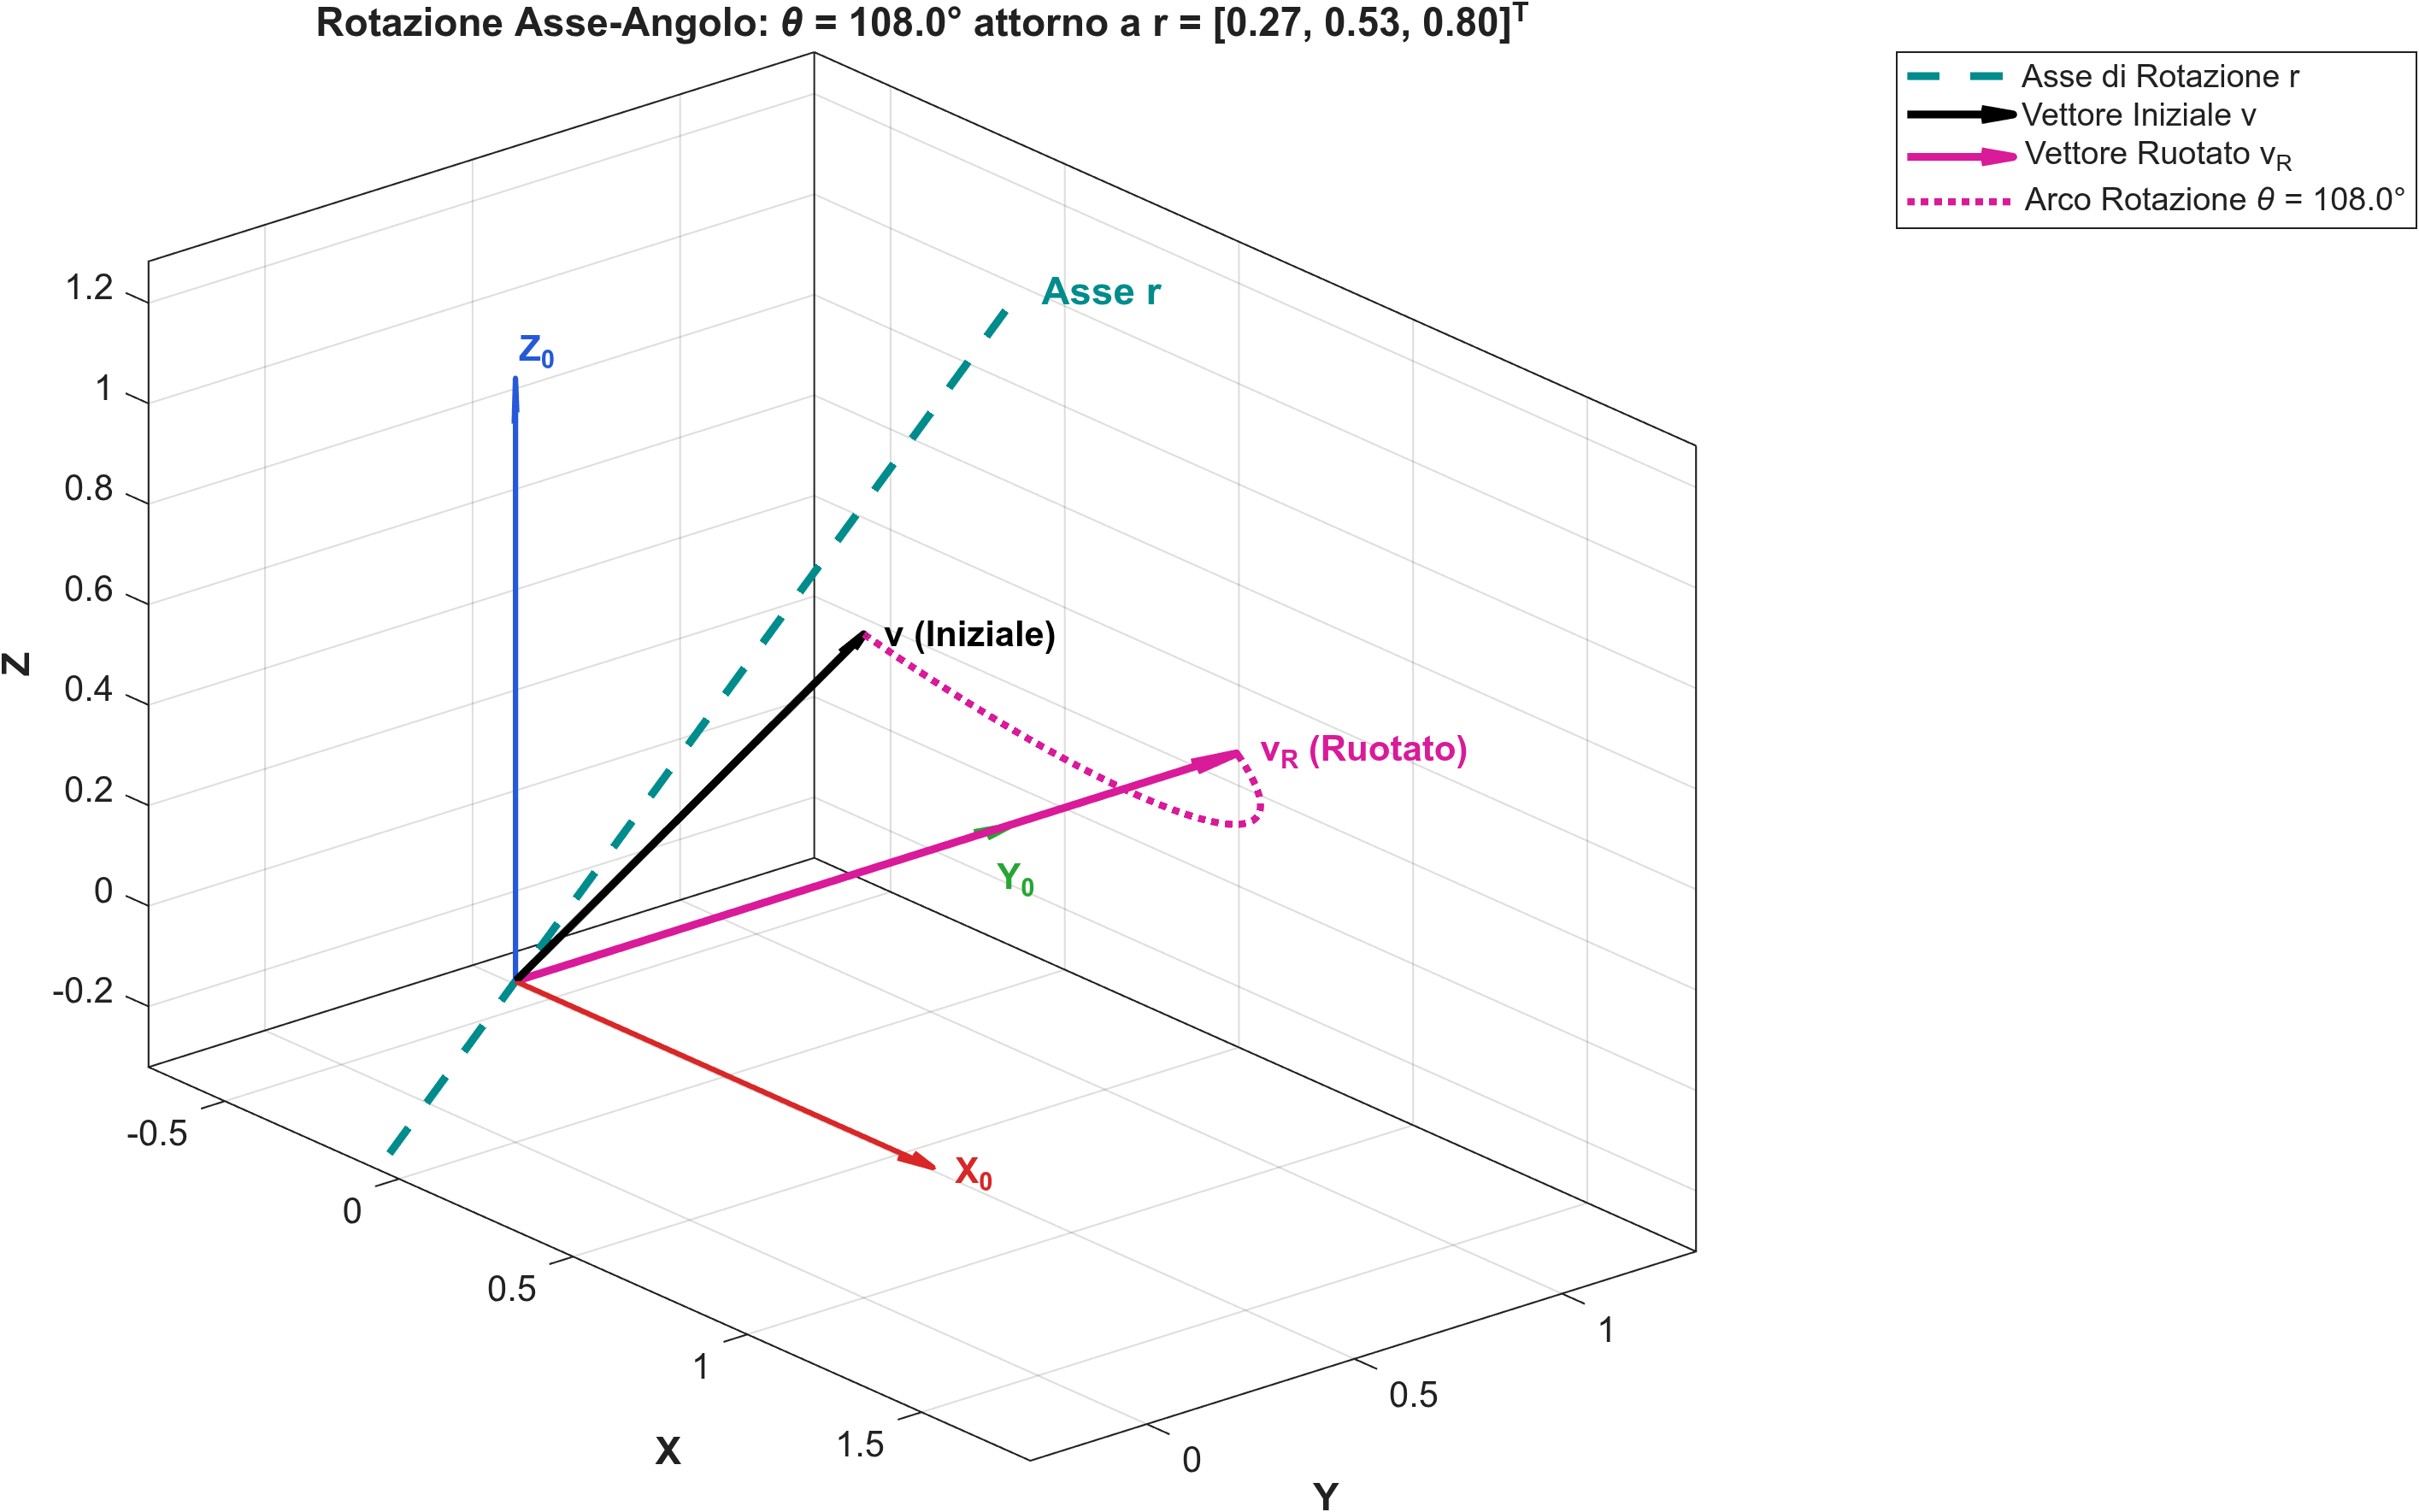 Rotazione Asse-Angolo: θ = 108.0° attorno a r = [0.27, 0.53, 0.80]ᵀ
Asse di Rotazione r
Vettore Iniziale v
Vettore Ruotato v_R
Arco Rotazione θ = 108.0°
Asse r
Z₀
v (Iniziale)
v_R (Ruotato)
Y₀
X₀
Z
1.2
1
0.8
0.6
0.4
0.2
0
-0.2
-0.5
0
0.5
1
1.5
X
0
0.5
1
Y